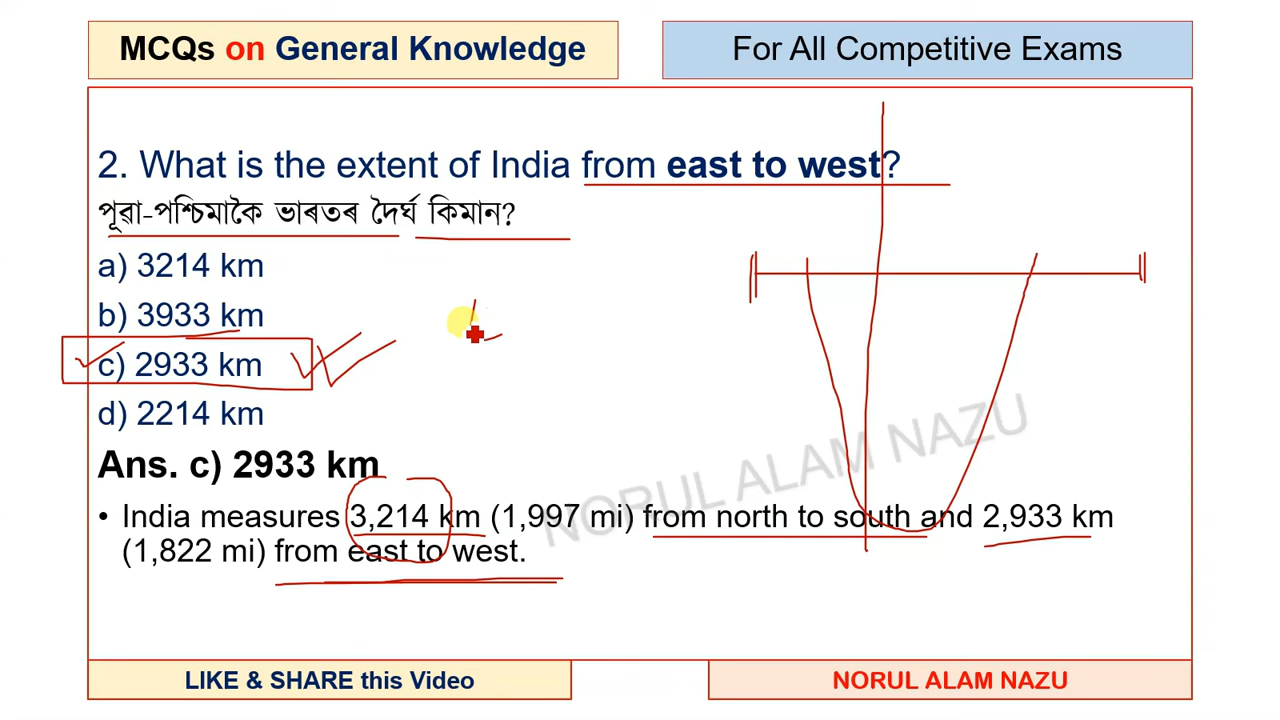 MCQs on General Knowledge
For All Competitive Exams
2. What is the extent of India from east to west?
পূৱা-পশ্চিমাকৈ ভাৰতৰ দৈৰ্ঘ কিমান?
a) 3214 km
b) 3933 km
c) 2933 km
d) 2214 km
Ans. c) 2933 km
• India measures 3,214 km (1,997 mi) from north to south and 2,933 km
(1,822 mi) from east to west.
NORUL ALAM NAZU
LIKE & SHARE this Video
NORUL ALAM NAZU